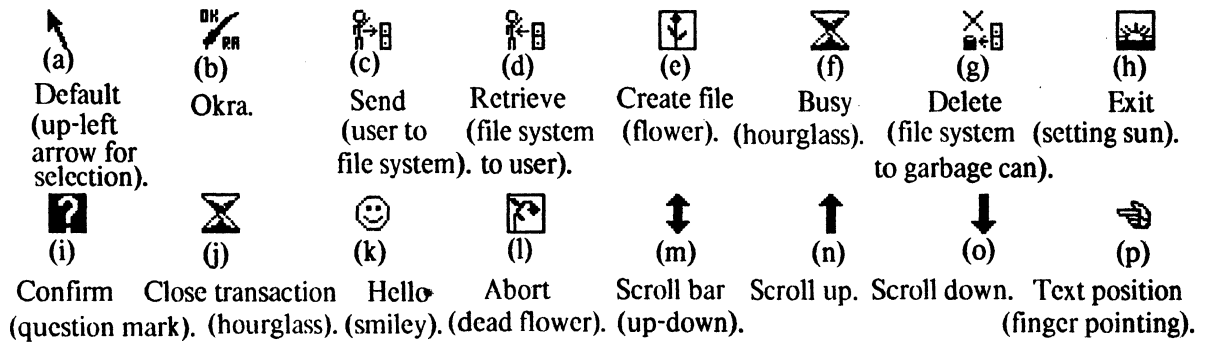 OK
RA
(a) (b) (c) (d) (e) (f) (g) (h)
Default Okra. Send Retrieve Create file Busy Delete Exit
(up-left (user to (file system (flower). (hourglass). (file system (setting sun).
arrow for file system). to user). to garbage can).
selection).
?
(i) (j) (k) (l) (m) (n) (o) (p)
Confirm Close transaction Hello Abort Scroll bar Scroll up. Scroll down. Text position
(question mark). (hourglass). (smiley). (dead flower). (up-down). (finger pointing).